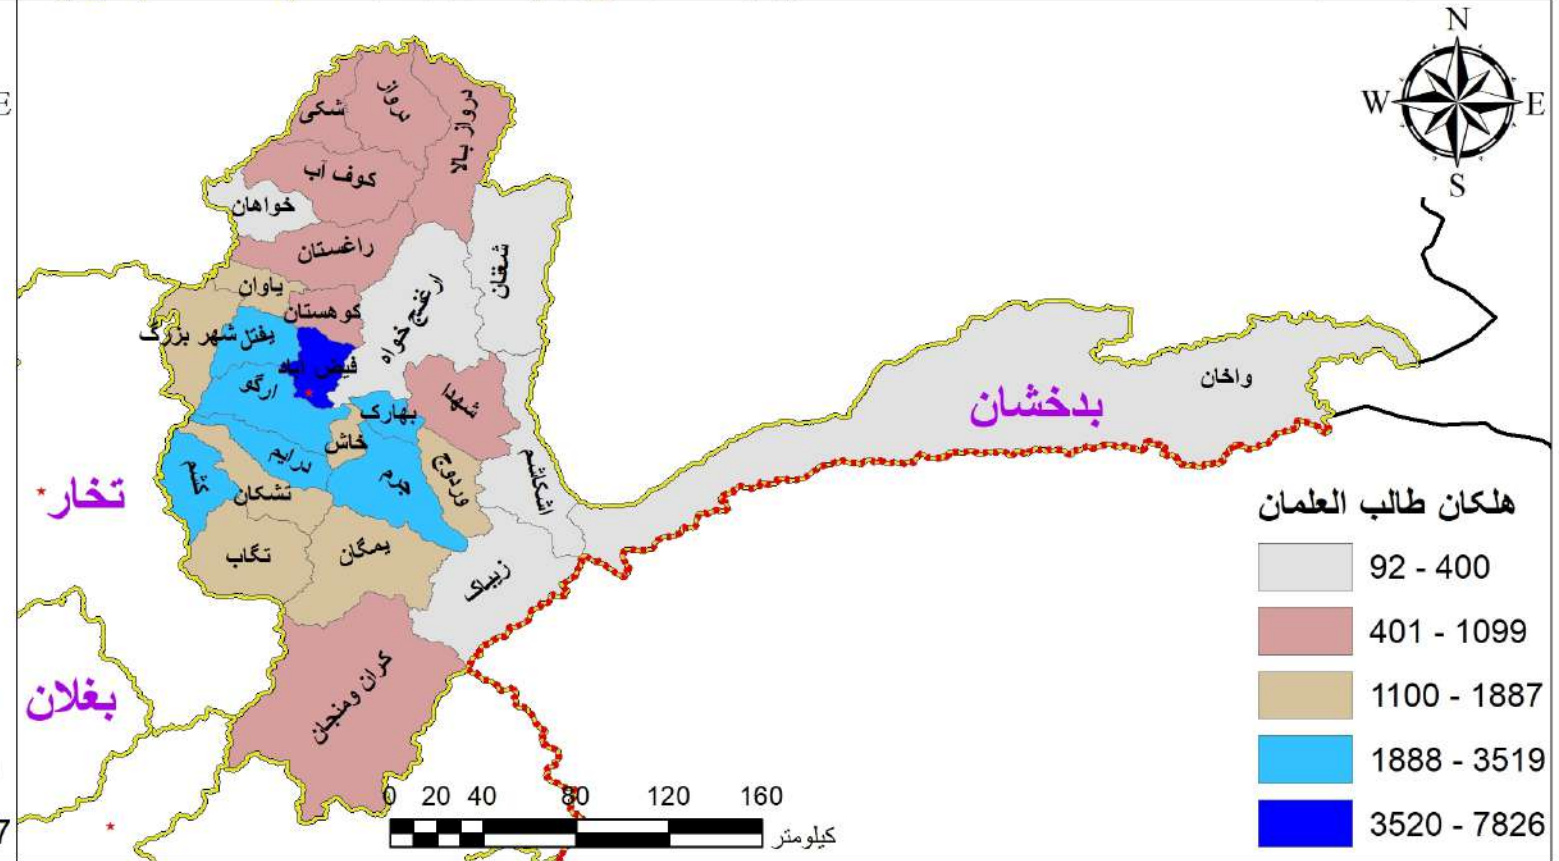 N
W E
S
E
شکی
درواز
درواز بالا
کوف آب
خواهان
راغستان
شغنان
یاوان
کوهستان
ارغنج خواه
شهر بزرگ
یفتل
فیض آباد
ارگو
بهارک
شهدا
خاش
درایم
کشم
تشکان
جرم
وردوج
اشکاشم
تگاب
یمگان
زیباک
کران ومنجان
واخان
بدخشان
تخار
بغلان
هلکان طالب العلمان
92 - 400
401 - 1099
1100 - 1887
1888 - 3519
3520 - 7826
0 20 40 80 120 160
کیلومتر
7